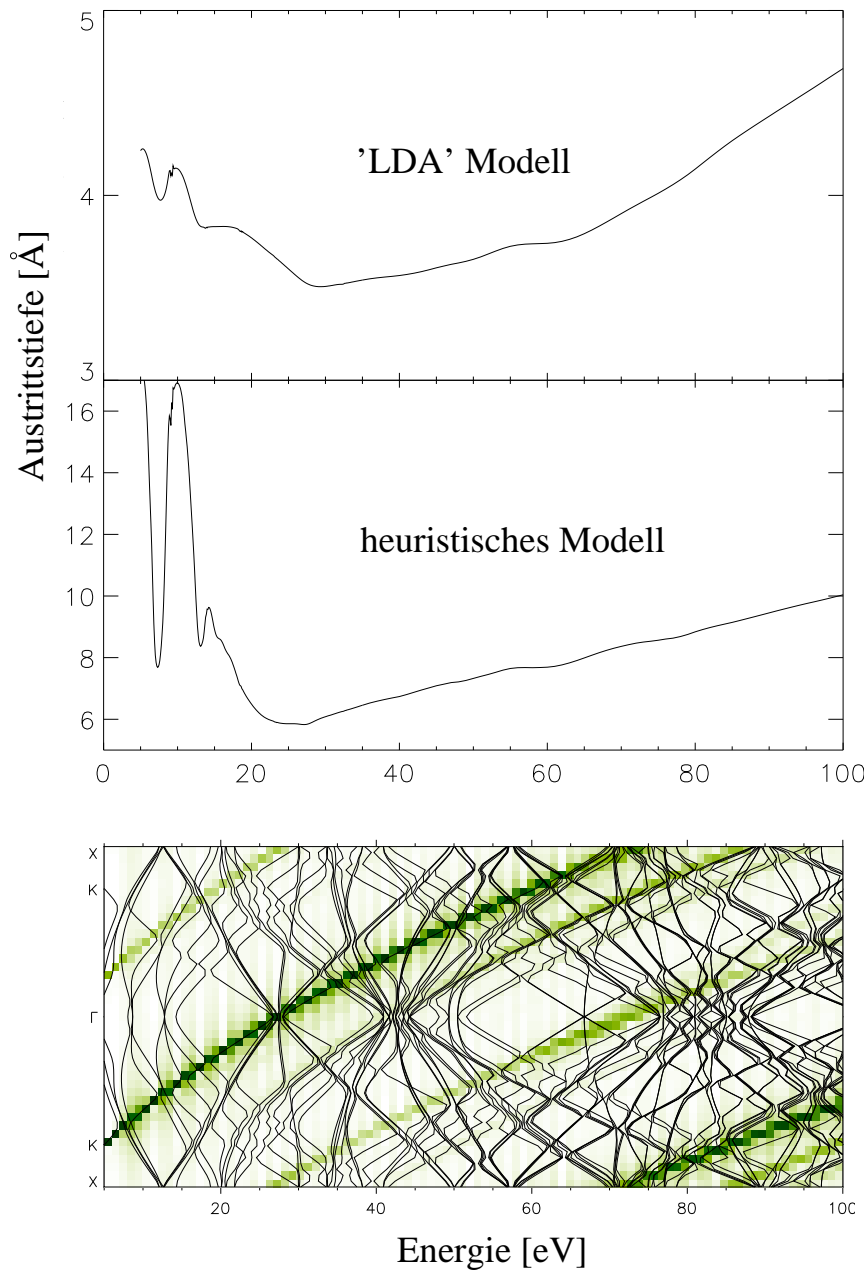 5
'LDA' Modell
4
Austrittstiefe [Å]
3
16
14
12
heuristisches Modell
10
8
6
0 20 40 60 80 100
X
K
Γ
K
X
20 40 60 80 100
Energie [eV]